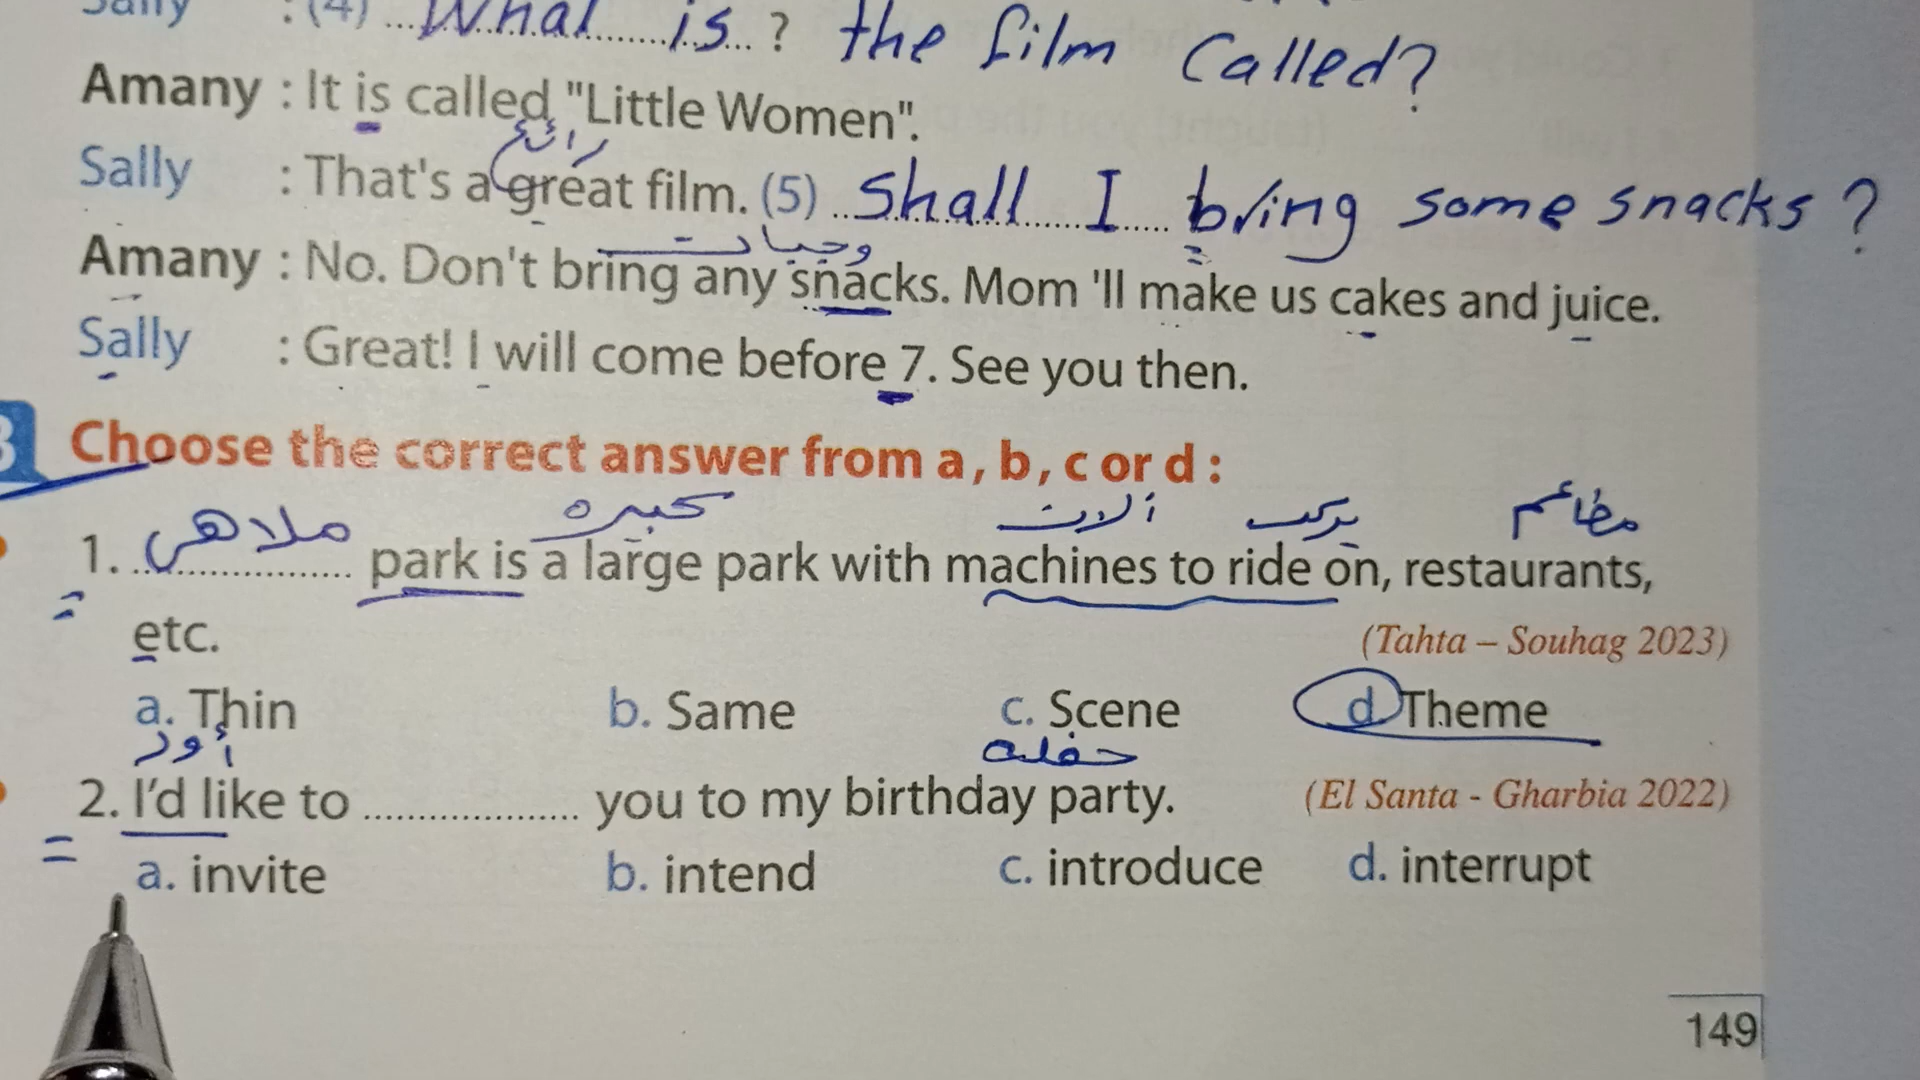 Sally : (4) ...What is...? the film Called?
Amany : It is called "Little Women".
رائع
Sally : That's a great film. (5) ...Shall I... bring some snacks ?
وجبات
Amany : No. Don't bring any snacks. Mom 'll make us cakes and juice.
Sally : Great! I will come before 7. See you then.
3 Choose the correct answer from a , b , c or d :
ملاهى كبيره ألات يركب مطاعم
1. .................. park is a large park with machines to ride on, restaurants,
etc. (Tahta – Souhag 2023)
a. Thin b. Same c. Scene d. Theme
أود حفله
2. I'd like to .................. you to my birthday party. (El Santa - Gharbia 2022)
a. invite b. intend c. introduce d. interrupt
149